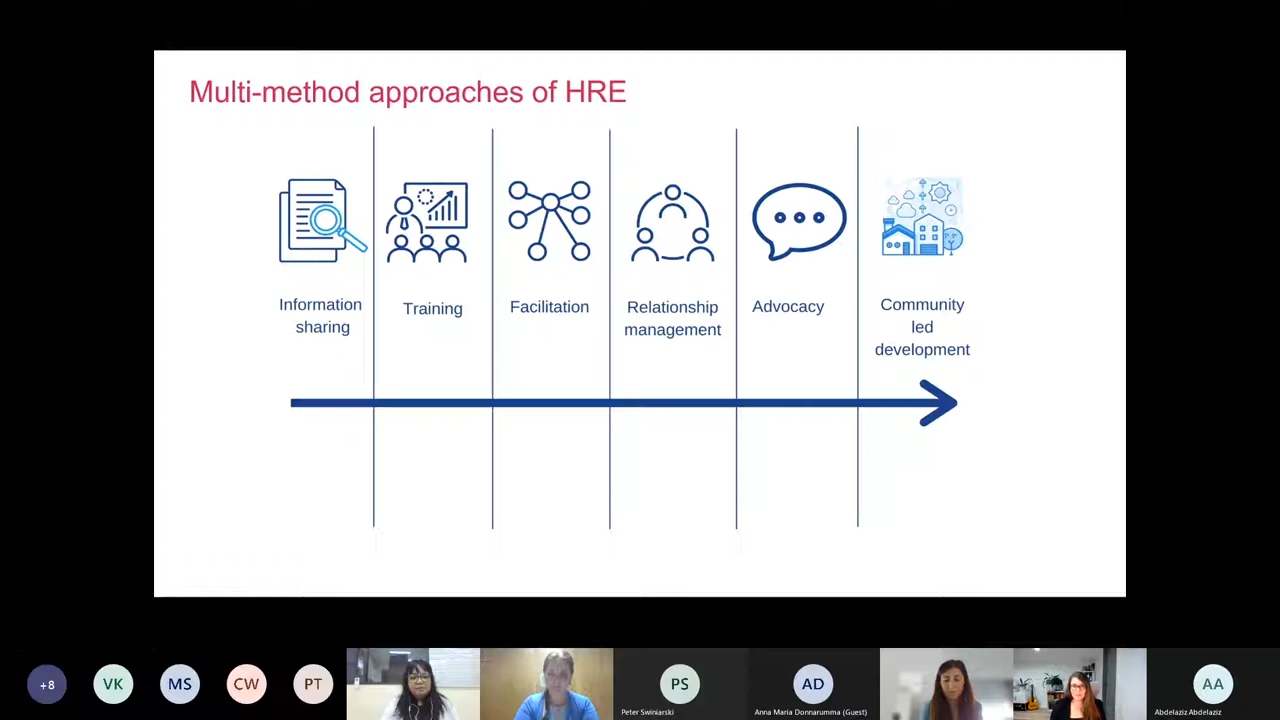 Multi-method approaches of HRE
Information
sharing
Training
Facilitation
Relationship
management
Advocacy
Community
led
development
+8
VK
MS
CW
PT
PS
Peter Swiniarski
AD
Anna Maria Donnarumma (Guest)
AA
Abdelaziz Abdelaziz